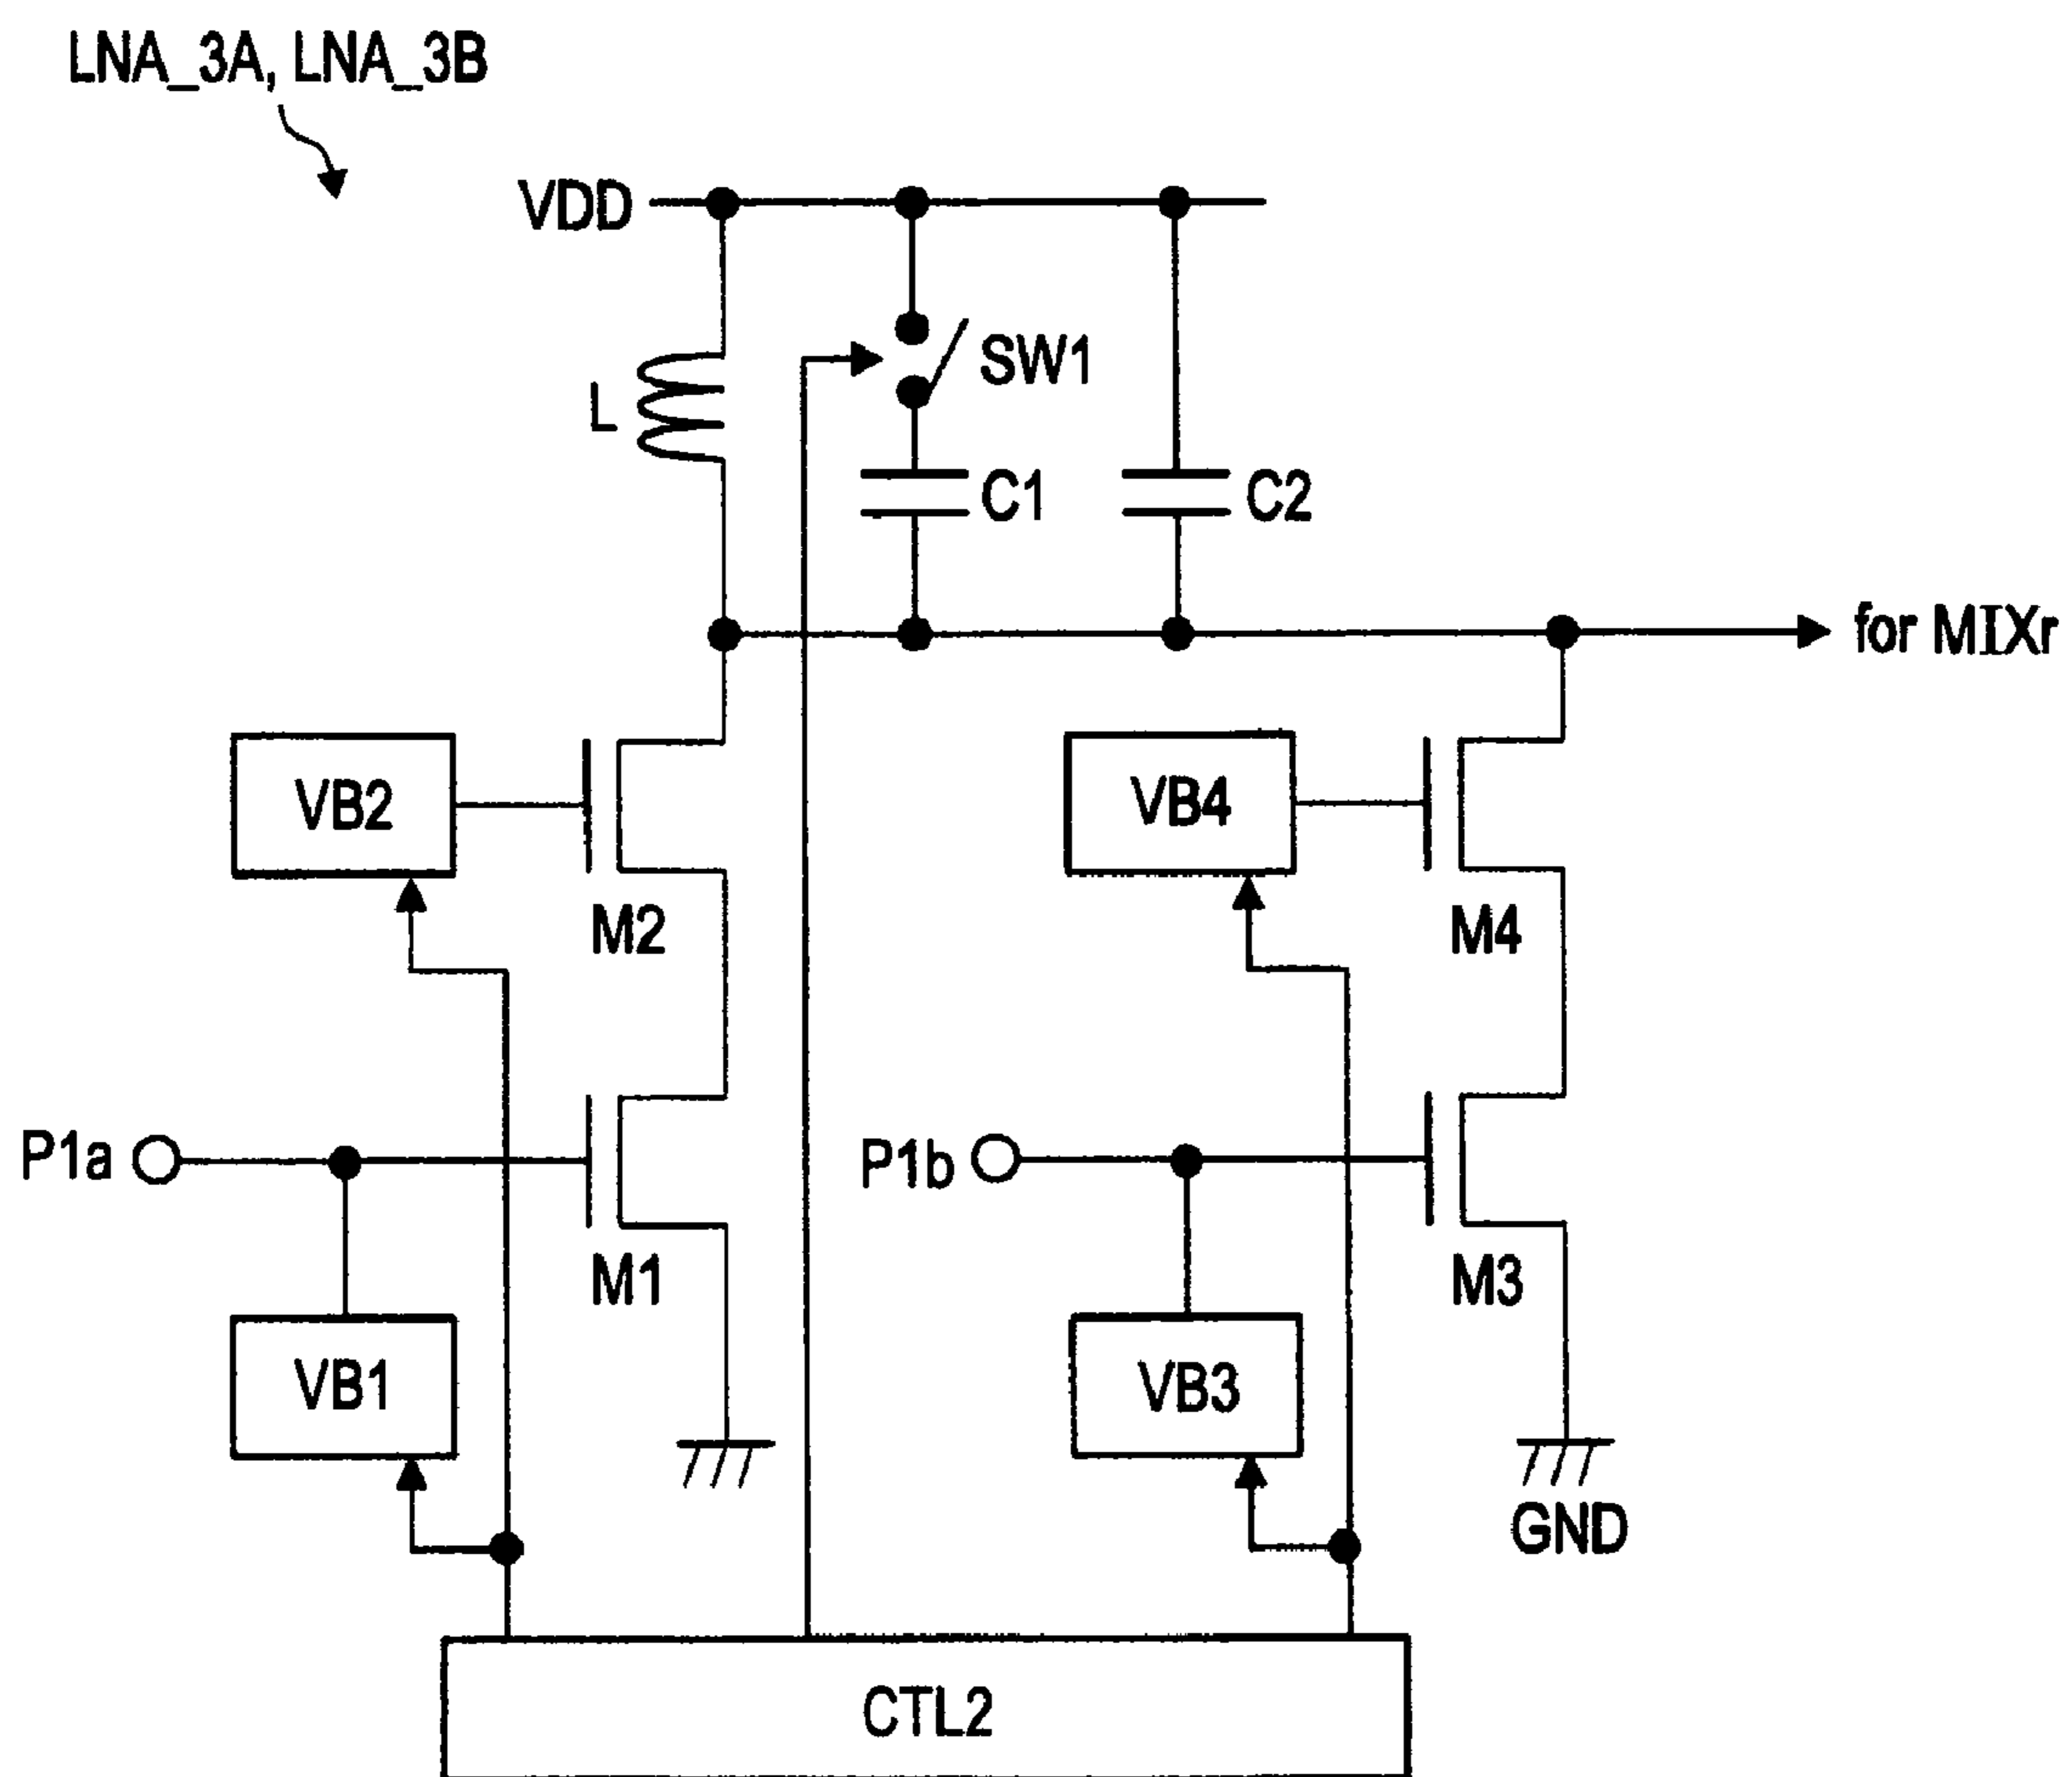 LNA_3A, LNA_3B
VDD
SW1
L
C1
C2
for MIXr
VB2
VB4
M2
M4
P1a
P1b
M1
M3
VB1
VB3
GND
CTL2